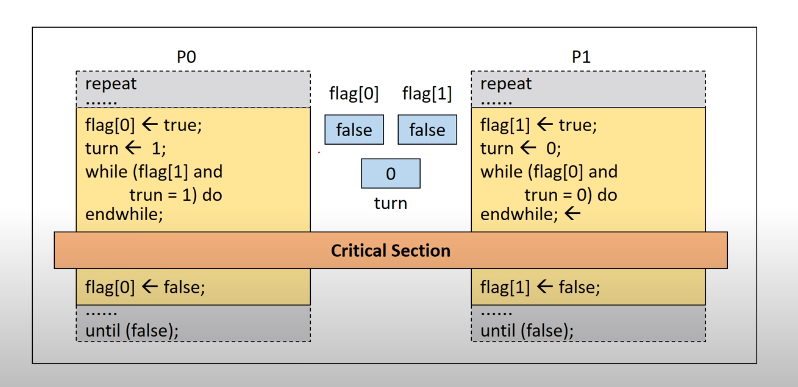 P0
repeat
......
flag[0] ← true;
turn ← 1;
while (flag[1] and
trun = 1) do
endwhile;
flag[0] flag[1]
false false
0
turn
P1
repeat
......
flag[1] ← true;
turn ← 0;
while (flag[0] and
trun = 0) do
endwhile; ←
Critical Section
flag[0] ← false;
......
until (false);
flag[1] ← false;
......
until (false);